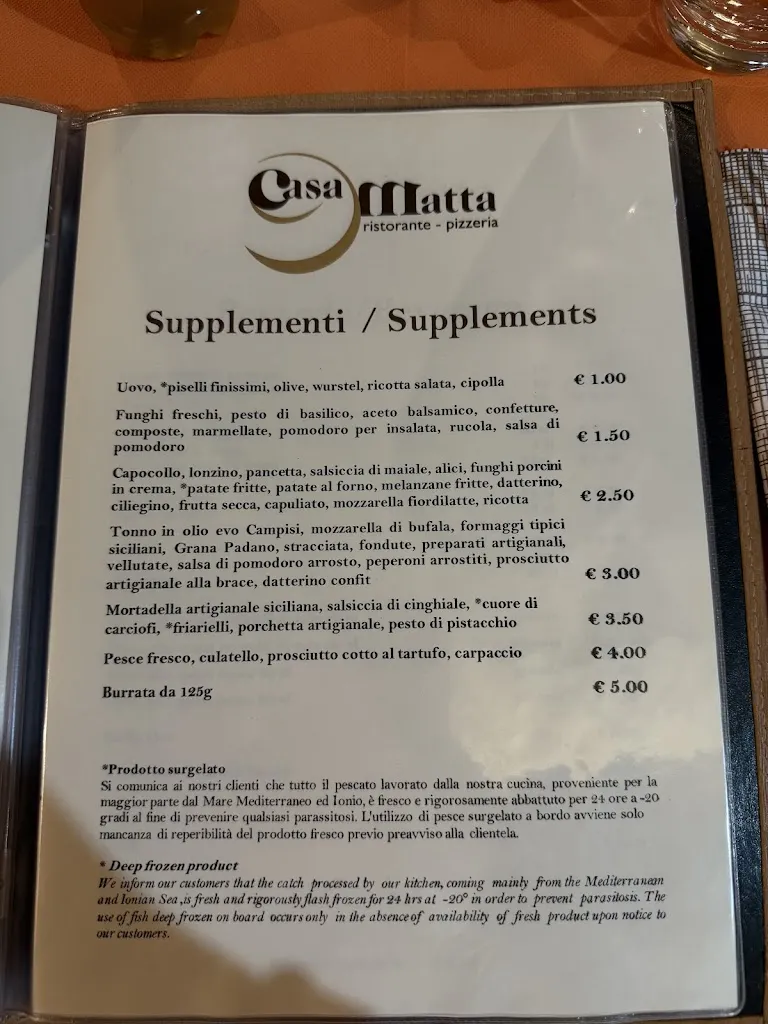 Casa Matta
ristorante - pizzeria
Supplementi / Supplements
Uovo, *piselli finissimi, olive, wurstel, ricotta salata, cipolla € 1.00
Funghi freschi, pesto di basilico, aceto balsamico, confetture,
composte, marmellate, pomodoro per insalata, rucola, salsa di € 1.50
pomodoro
Capocollo, lonzino, pancetta, salsiccia di maiale, alici, funghi porcini
in crema, *patate fritte, patate al forno, melanzane fritte, datterino,
ciliegino, frutta secca, capuliato, mozzarella fiordilatte, ricotta € 2.50
Tonno in olio evo Campisi, mozzarella di bufala, formaggi tipici
siciliani, Grana Padano, stracciata, fondute, preparati artigianali,
vellutate, salsa di pomodoro arrosto, peperoni arrostiti, prosciutto
artigianale alla brace, datterino confit € 3.00
Mortadella artigianale siciliana, salsiccia di cinghiale, *cuore di
carciofi, *friarielli, porchetta artigianale, pesto di pistacchio € 3.50
Pesce fresco, culatello, prosciutto cotto al tartufo, carpaccio € 4.00
Burrata da 125g € 5.00
*Prodotto surgelato
Si comunica ai nostri clienti che tutto il pescato lavorato dalla nostra cucina, proveniente per la
maggior parte dal Mare Mediterraneo ed Ionio, è fresco e rigorosamente abbattuto per 24 ore a -20
gradi al fine di prevenire qualsiasi parassitosi. L'utilizzo di pesce surgelato a bordo avviene solo
mancanza di reperibilità del prodotto fresco previo preavviso alla clientela.
* Deep frozen product
We inform our customers that the catch processed by our kitchen, coming mainly from the Mediterranean
and Ionian Sea ,is fresh and rigorously flash frozen for 24 hrs at -20° in order to prevent parasitosis. The
use of fish deep frozen on board occurs only in the absence of availability of fresh product upon notice to
our customers.